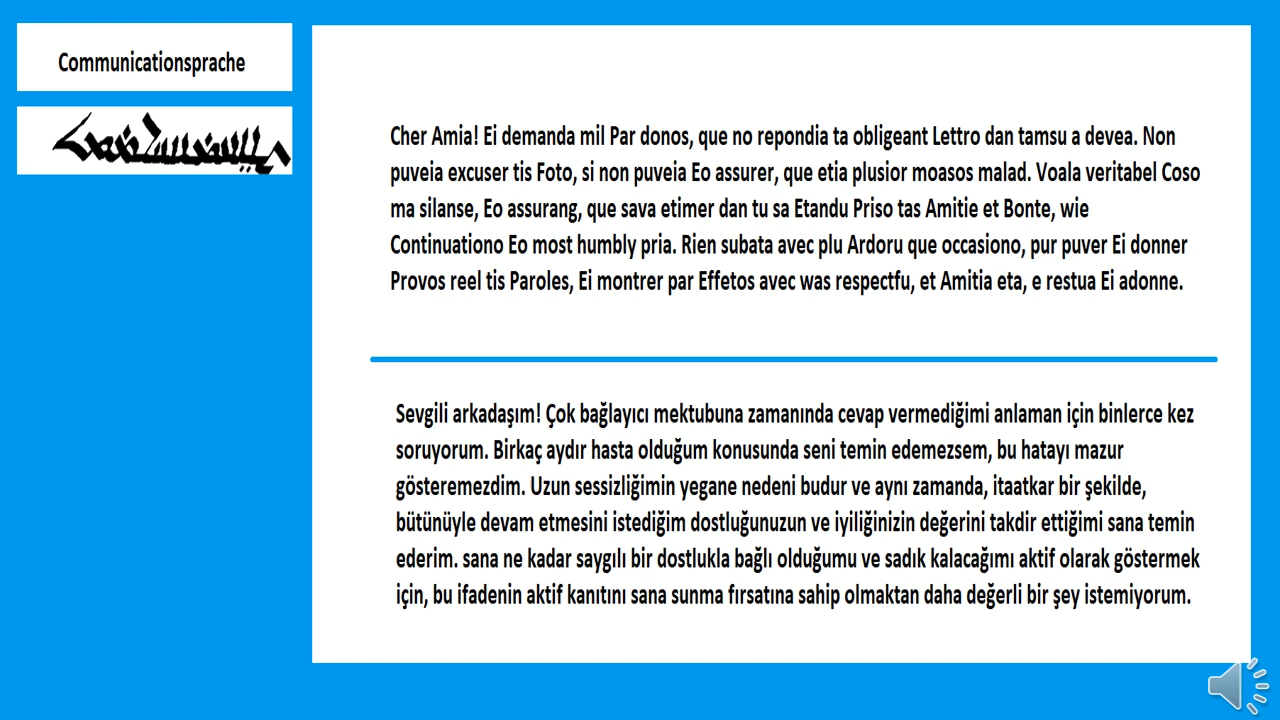 Communicationsprache
Cher Amia! Ei demanda mil Par donos, que no repondia ta obligeant Lettro dan tamsu a devea. Non
puveia excuser tis Foto, si non puveia Eo assurer, que etia plusior moasos malad. Voala veritabel Coso
ma silanse, Eo assurang, que sava etimer dan tu sa Etandu Priso tas Amitie et Bonte, wie
Continuationo Eo most humbly pria. Rien subata avec plu Ardoru que occasiono, pur puver Ei donner
Provos reel tis Paroles, Ei montrer par Effetos avec was respectfu, et Amitia eta, e restua Ei adonne.
Sevgili arkadaşım! Çok bağlayıcı mektubuna zamanında cevap vermediğimi anlaman için binlerce kez
soruyorum. Birkaç aydır hasta olduğum konusunda seni temin edemezsem, bu hatayı mazur
gösteremezdim. Uzun sessizliğimin yegane nedeni budur ve aynı zamanda, itaatkar bir şekilde,
bütünüyle devam etmesini istediğim dostluğunuzun ve iyiliğinizin değerini takdir ettiğimi sana temin
ederim. sana ne kadar saygılı bir dostlukla bağlı olduğumu ve sadık kalacağımı aktif olarak göstermek
için, bu ifadenin aktif kanıtını sana sunma fırsatına sahip olmaktan daha değerli bir şey istemiyorum.